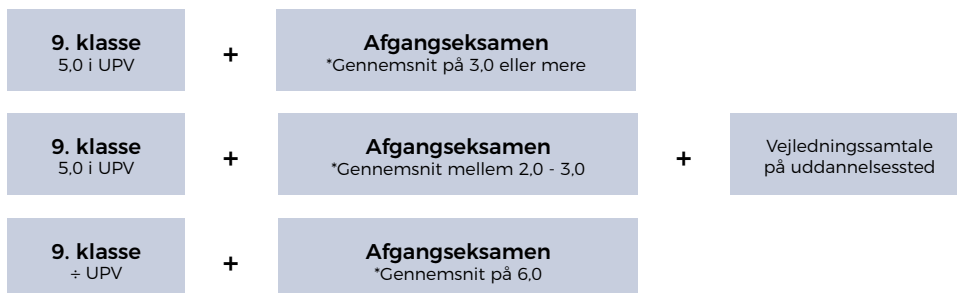 9. klasse
5,0 i UPV
+
Afgangseksamen
*Gennemsnit på 3,0 eller mere
9. klasse
5,0 i UPV
+
Afgangseksamen
*Gennemsnit mellem 2,0 - 3,0
+
Vejledningssamtale
på uddannelsessted
9. klasse
÷ UPV
+
Afgangseksamen
*Gennemsnit på 6,0